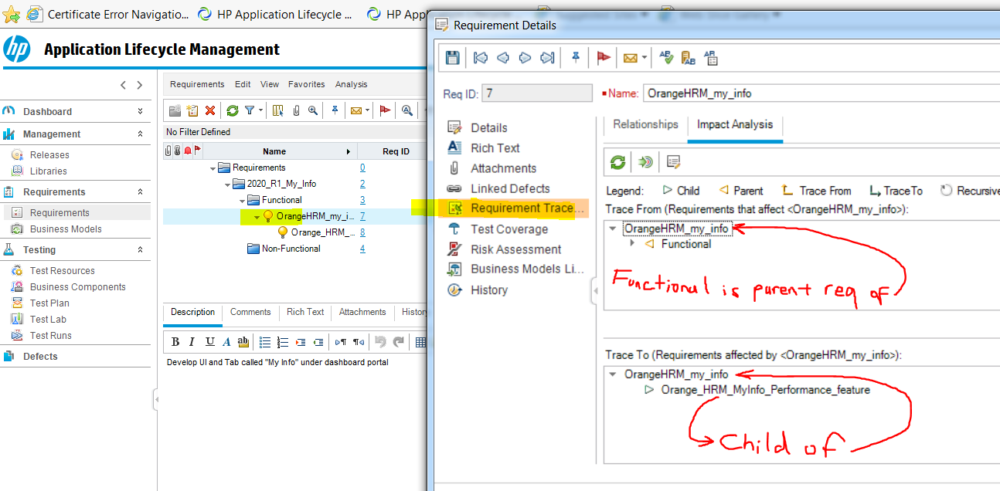 Certificate Error Navigatio... HP Application Lifecycle ... HP App
hp Application Lifecycle Management
Dashboard
Management
Releases
Libraries
Requirements
Requirements
Business Models
Testing
Test Resources
Business Components
Test Plan
Test Lab
Test Runs
Defects
Requirements Edit View Favorites Analysis
No Filter Defined
Name Req ID
Requirements 0
2020_R1_My_Info 2
Functional 3
OrangeHRM_my_i... 7
Orange_HRM_... 8
Non-Functional 4
Description Comments Rich Text Attachments History
B I U A ab
Develop UI and Tab called "My Info" under dashboard portal
Requirement Details
Req ID: 7 Name: OrangeHRM_my_info
Details
Rich Text
Attachments
Linked Defects
Requirement Trace...
Test Coverage
Risk Assessment
Business Models Li...
History
Relationships Impact Analysis
Legend: Child Parent Trace From Trace To Recursive
Trace From (Requirements that affect <OrangeHRM_my_info>):
OrangeHRM_my_info
Functional
Functional is parent req of
Trace To (Requirements affected by <OrangeHRM_my_info>):
OrangeHRM_my_info
Orange_HRM_MyInfo_Performance_feature
Child of